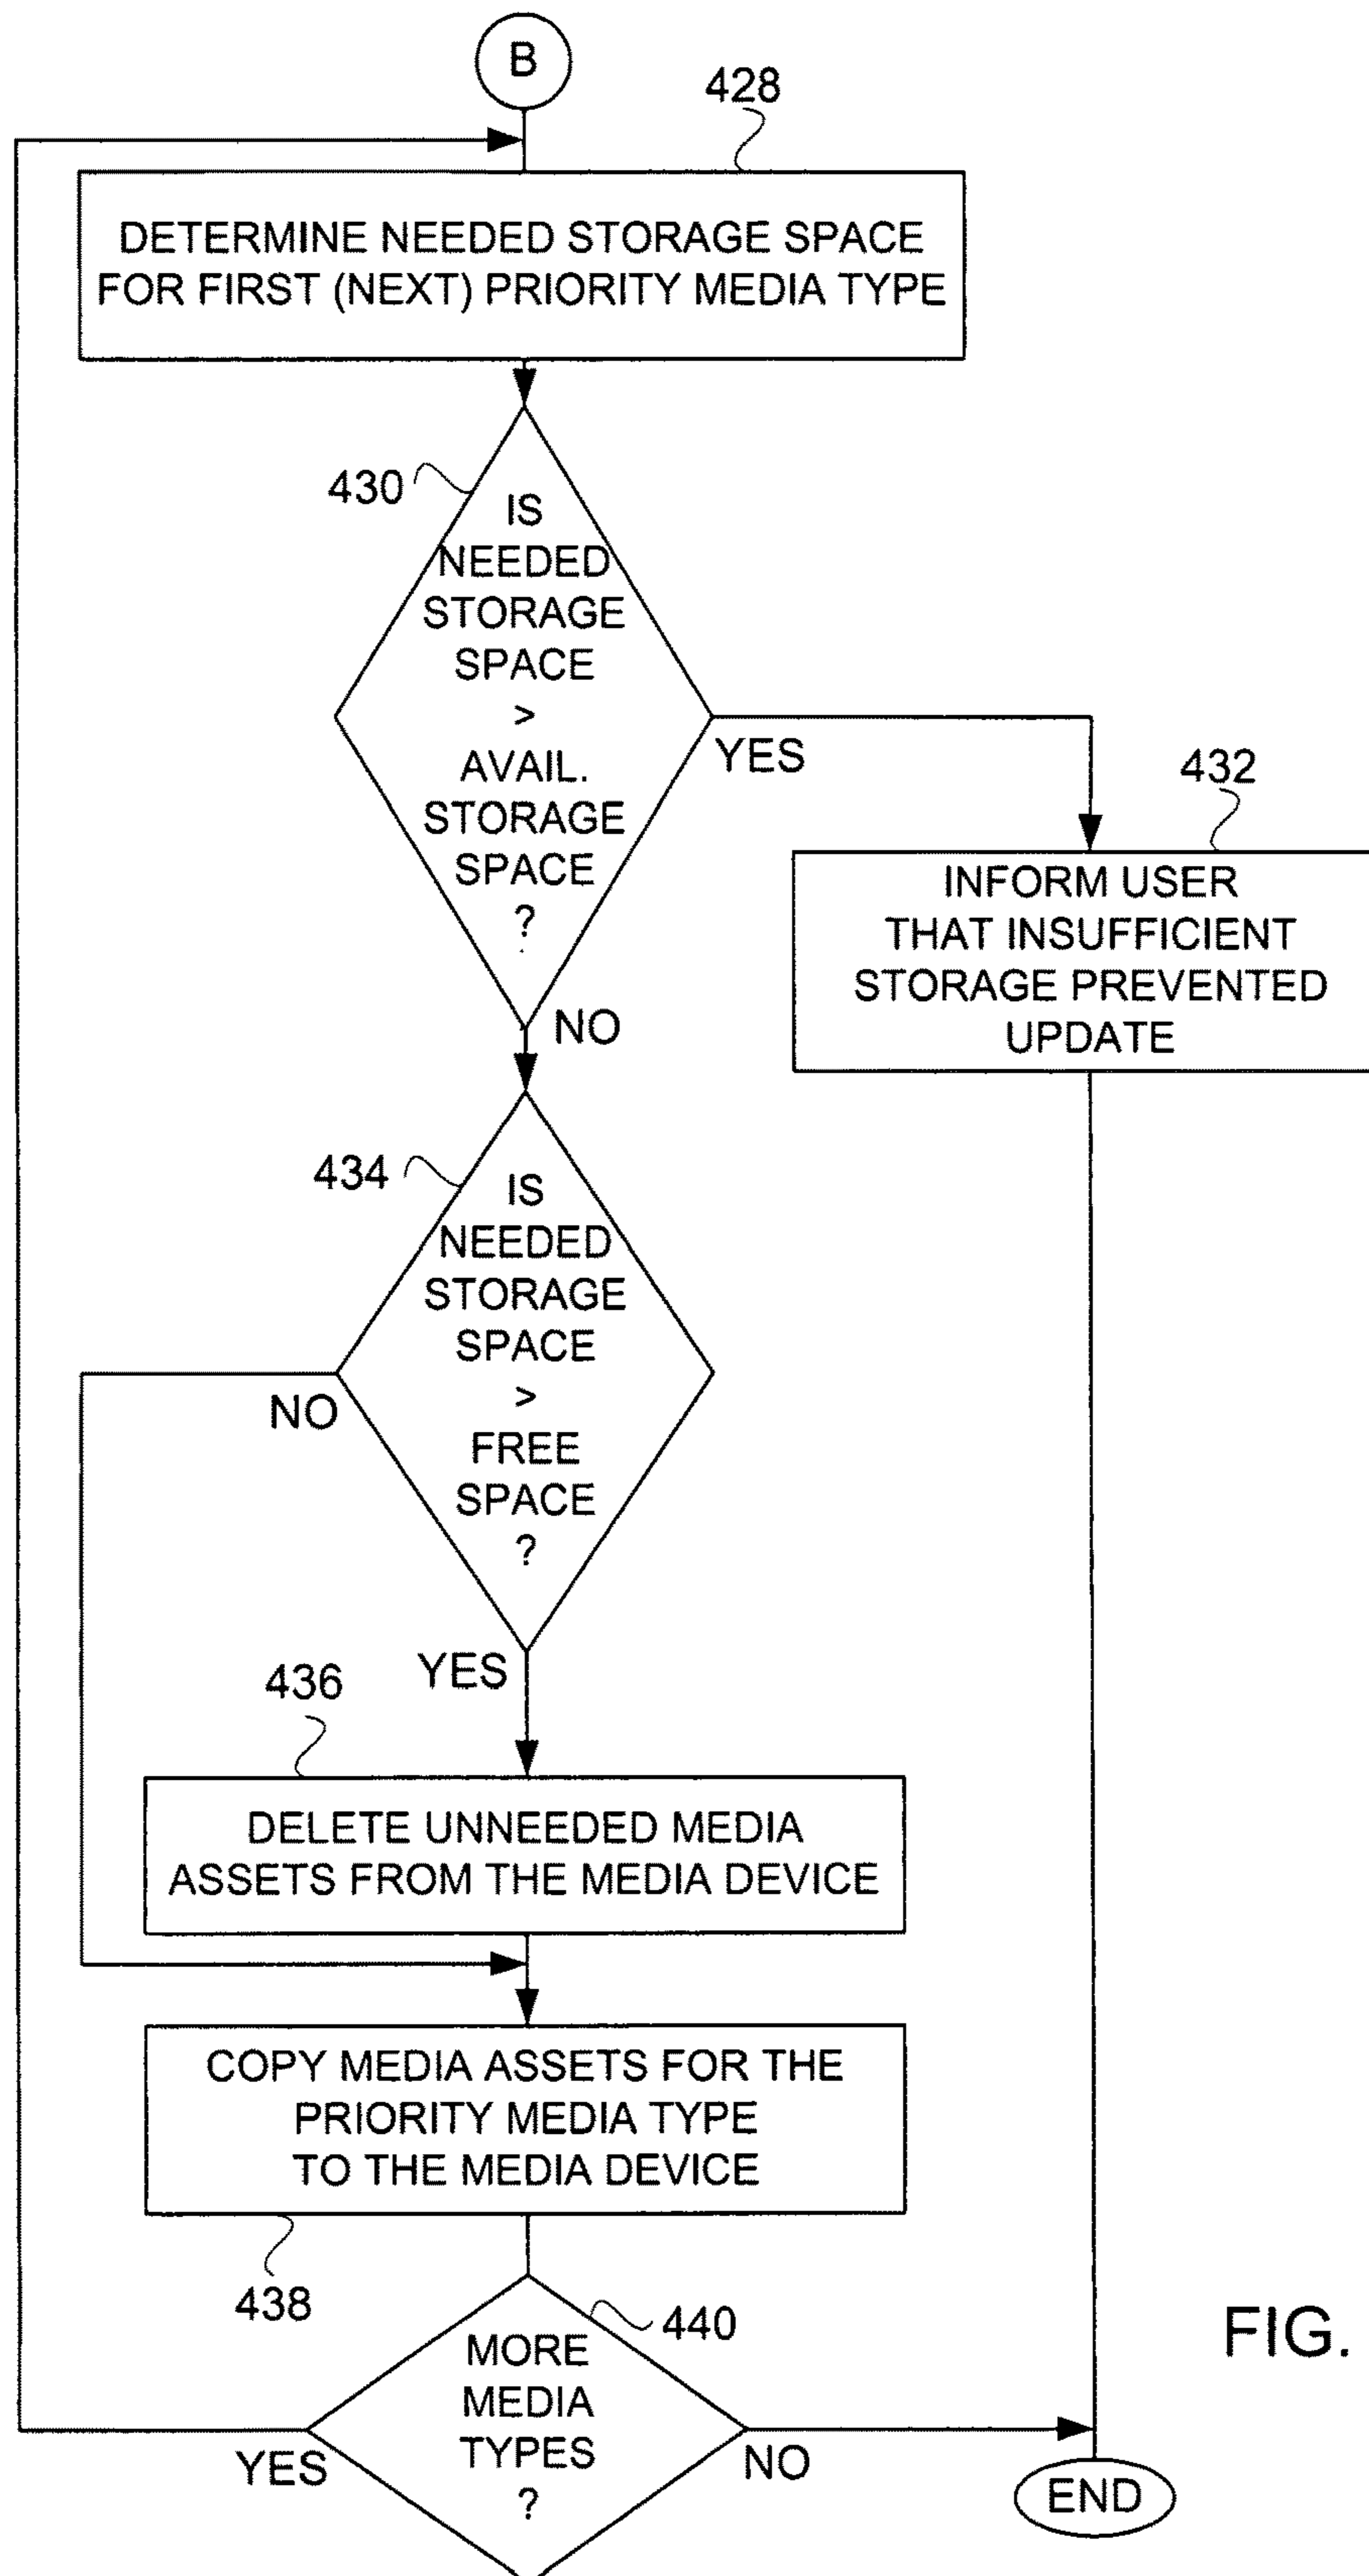 B
428
DETERMINE NEEDED STORAGE SPACE
FOR FIRST (NEXT) PRIORITY MEDIA TYPE
430
IS
NEEDED
STORAGE
SPACE
>
AVAIL.
STORAGE
SPACE
?
YES
NO
432
INFORM USER
THAT INSUFFICIENT
STORAGE PREVENTED
UPDATE
434
IS
NEEDED
STORAGE
SPACE
>
FREE
SPACE
?
NO
YES
436
DELETE UNNEEDED MEDIA
ASSETS FROM THE MEDIA DEVICE
COPY MEDIA ASSETS FOR THE
PRIORITY MEDIA TYPE
TO THE MEDIA DEVICE
438
440
MORE
MEDIA
TYPES
?
YES
NO
END
FIG.